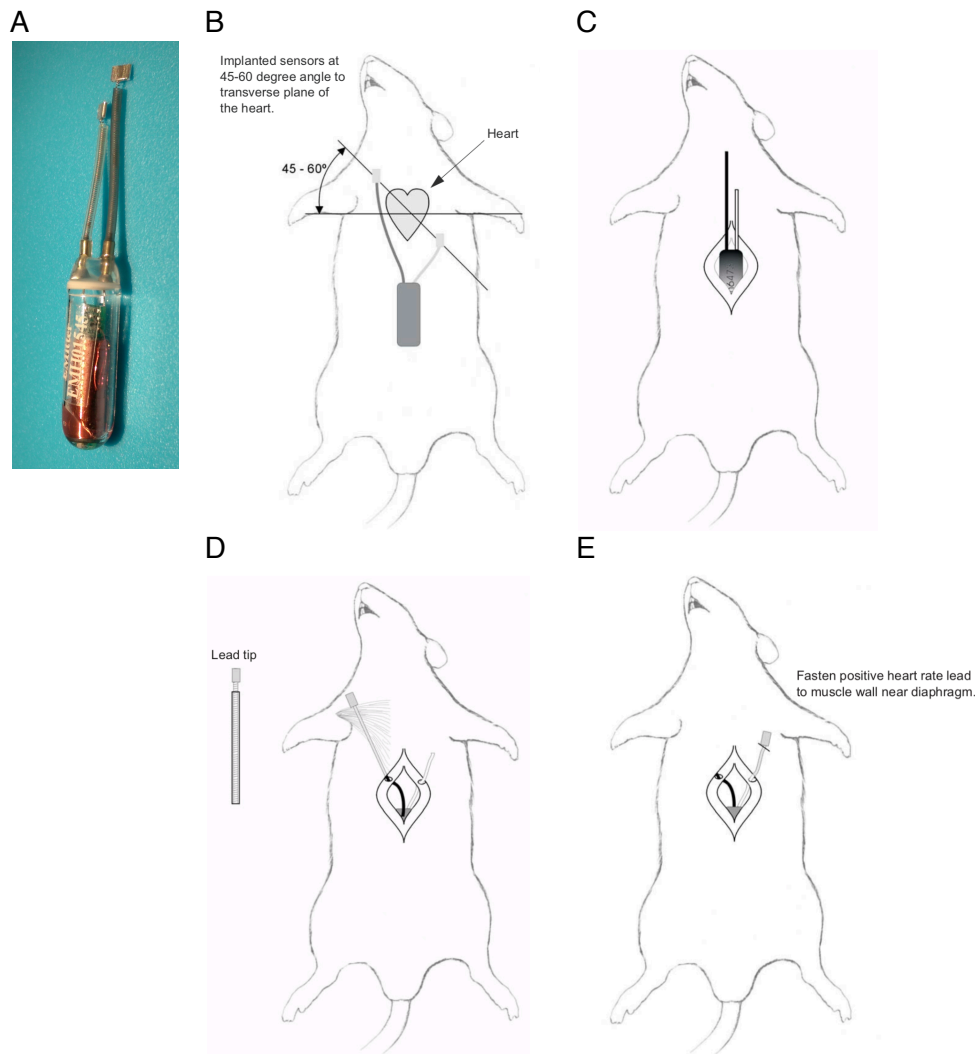 A
B
C
Implanted sensors at
45-60 degree angle to
transverse plane of
the heart.
Heart
45 - 60º
D
E
Lead tip
Fasten positive heart rate lead
to muscle wall near diaphragm.